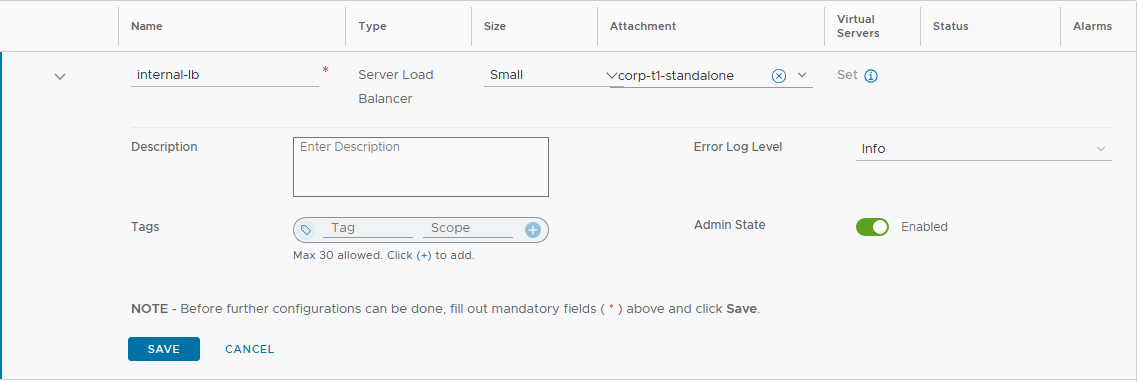 Name Type Size Attachment Virtual Servers Status Alarms
internal-lb * Server Load Balancer Small corp-t1-standalone Set
Description Enter Description Error Log Level Info
Tags Tag Scope Admin State Enabled
Max 30 allowed. Click (+) to add.
NOTE - Before further configurations can be done, fill out mandatory fields ( * ) above and click Save.
SAVE CANCEL